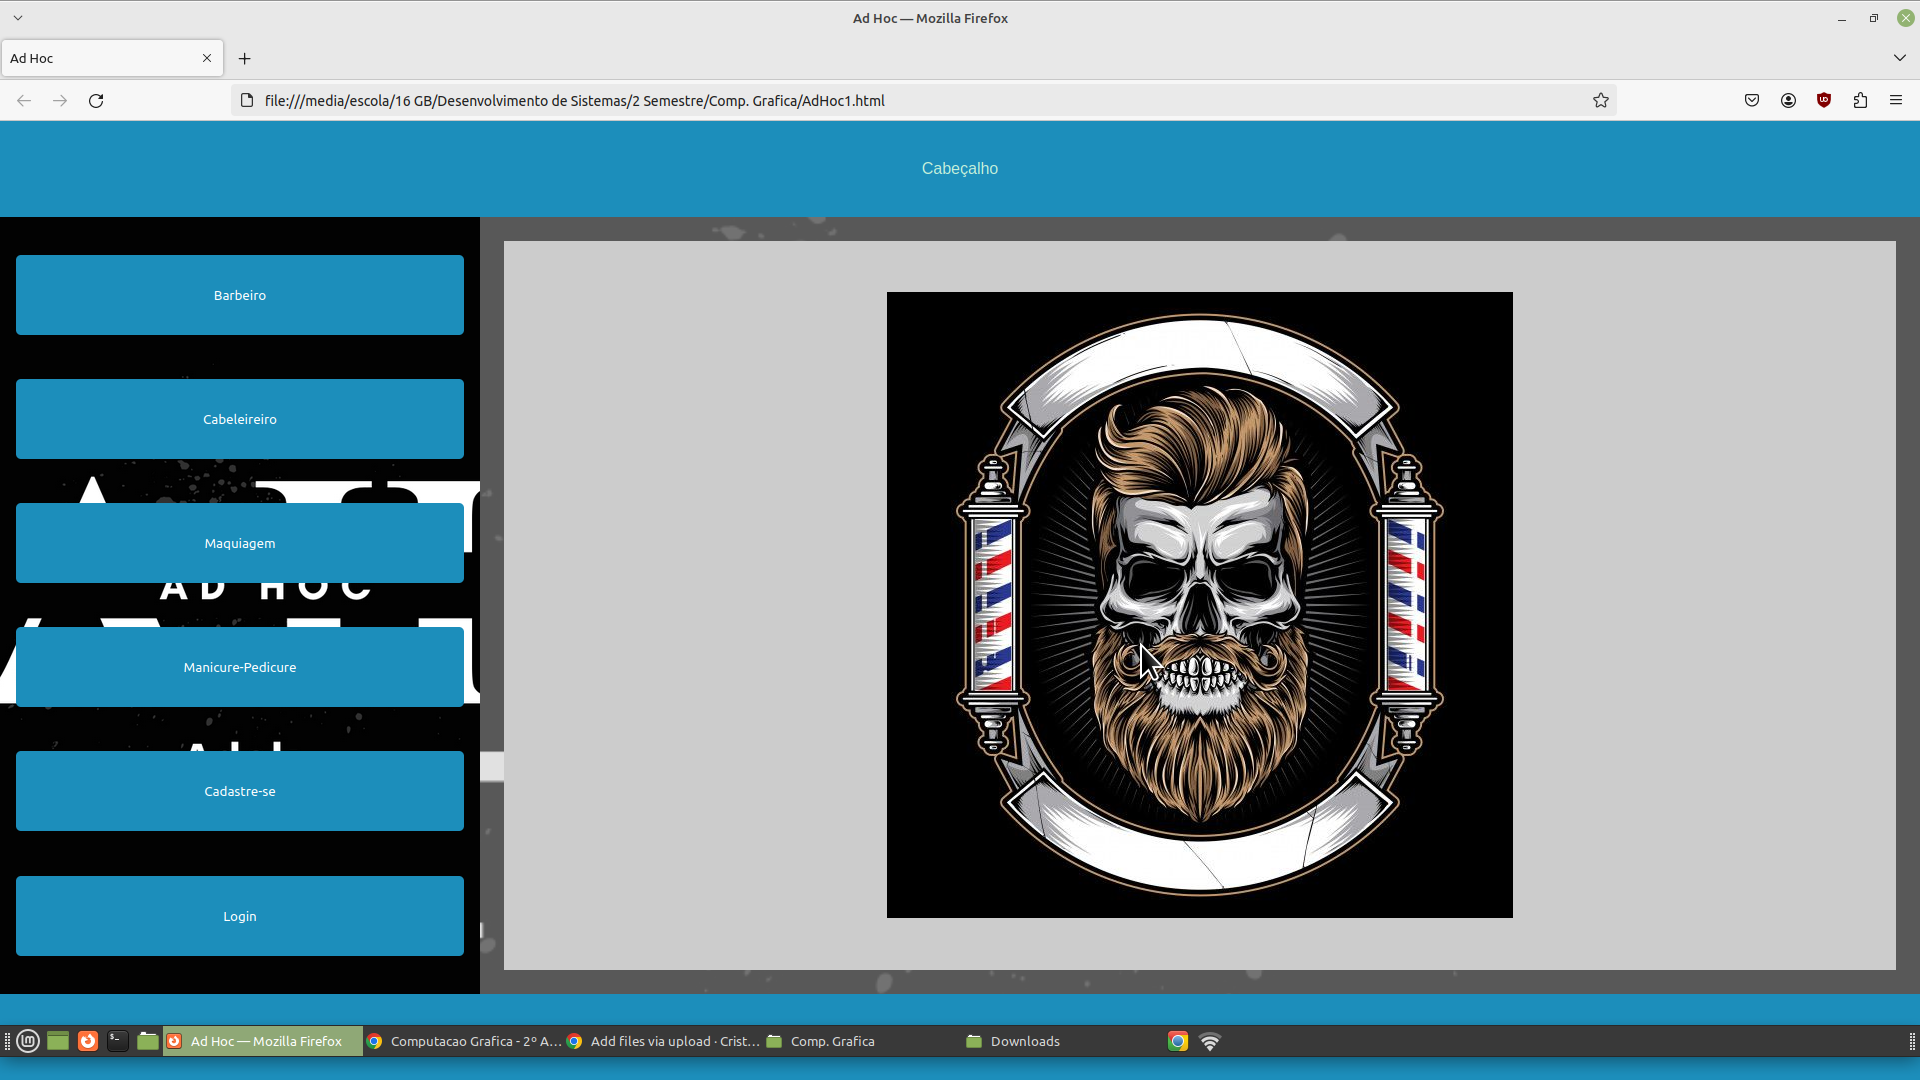 Ad Hoc — Mozilla Firefox
Ad Hoc
file:///media/escola/16 GB/Desenvolvimento de Sistemas/2 Semestre/Comp. Grafica/AdHoc1.html
Cabeçalho
Barbeiro
Cabeleireiro
Maquiagem
AD HOC
Manicure-Pedicure
Cadastre-se
Login
Ad Hoc — Mozilla Firefox
Computacao Grafica - 2º A...
Add files via upload · Crist...
Comp. Grafica
Downloads